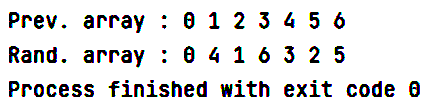 Prev. array : 0 1 2 3 4 5 6
Rand. array : 0 4 1 6 3 2 5
Process finished with exit code 0